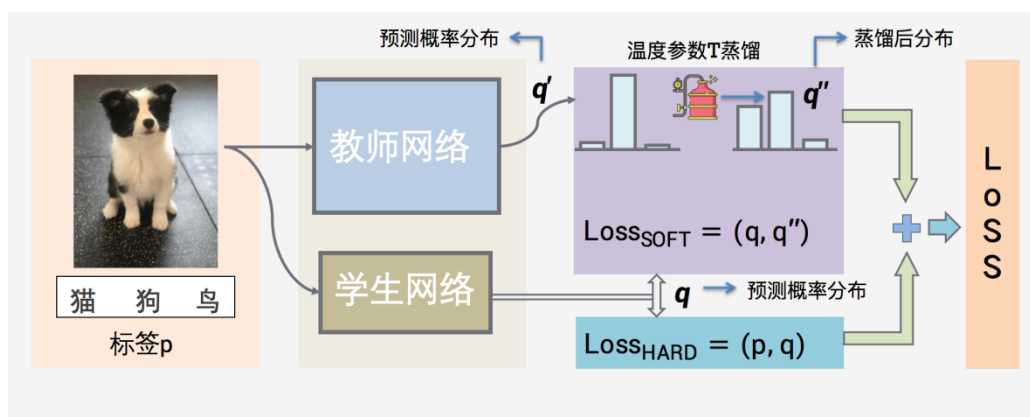 预测概率分布
温度参数T蒸馏
蒸馏后分布
q′
q″
教师网络
学生网络
猫 狗 鸟
标签p
Loss_SOFT = (q, q″)
q
预测概率分布
Loss_HARD = (p, q)
+
L
o
S
S